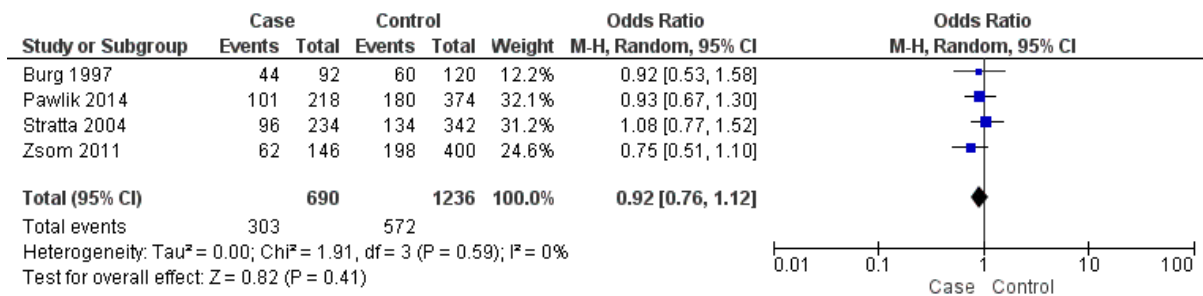 Case Control Odds Ratio Odds Ratio
Study or Subgroup Events Total Events Total Weight M-H, Random, 95% CI M-H, Random, 95% CI
Burg 1997 44 92 60 120 12.2% 0.92 [0.53, 1.58]
Pawlik 2014 101 218 180 374 32.1% 0.93 [0.67, 1.30]
Stratta 2004 96 234 134 342 31.2% 1.08 [0.77, 1.52]
Zsom 2011 62 146 198 400 24.6% 0.75 [0.51, 1.10]
Total (95% CI) 690 1236 100.0% 0.92 [0.76, 1.12]
Total events 303 572
Heterogeneity: Tau² = 0.00; Chi² = 1.91, df = 3 (P = 0.59); I² = 0%
Test for overall effect: Z = 0.82 (P = 0.41)
0.01 0.1 1 10 100
Case Control